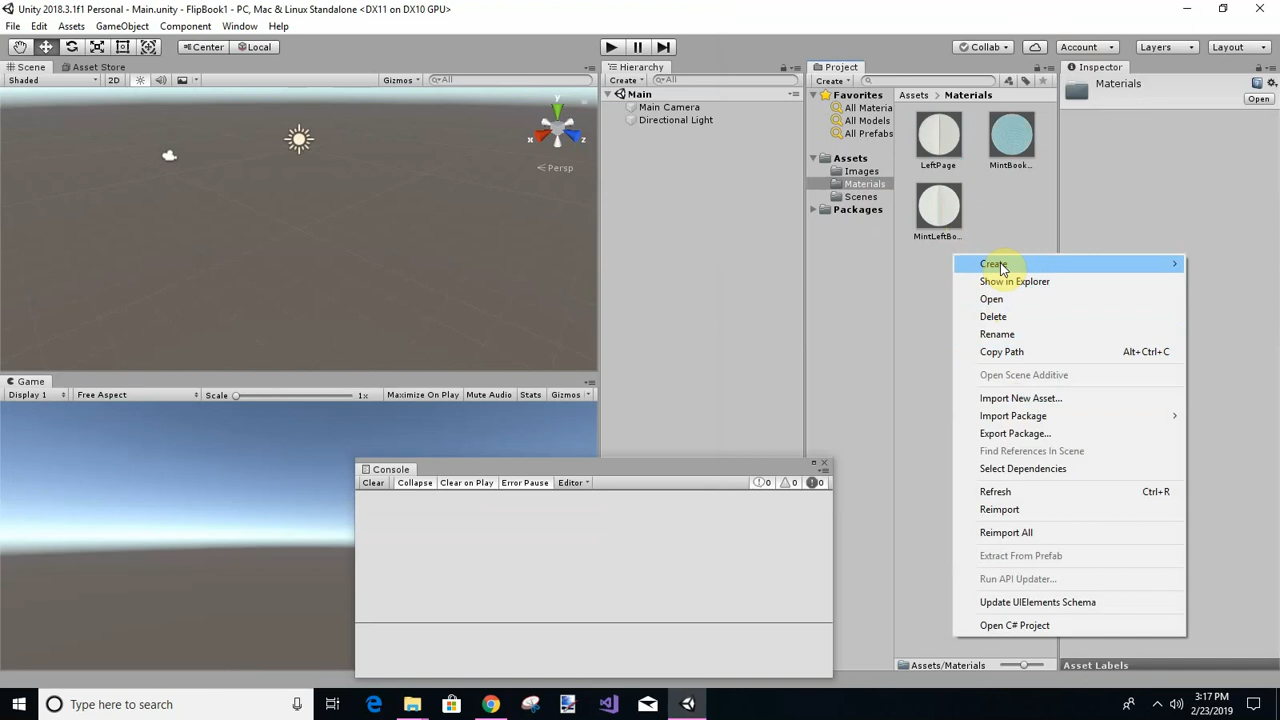 Unity 2018.3.1f1 Personal - Main.unity - FlipBook1 - PC, Mac & Linux Standalone <DX11 on DX10 GPU>
File Edit Assets GameObject Component Window Help
Center Local Collab Account Layers Layout
Scene Asset Store
Shaded 2D Gizmos All
y
x z
Persp
Game
Display 1 Free Aspect Scale 1x Maximize On Play Mute Audio Stats Gizmos
Hierarchy
Create All
Main
Main Camera
Directional Light
Console
Clear Collapse Clear on Play Error Pause Editor 0 0 0
Project
Create
Favorites
All Materia
All Models
All Prefabs
Assets
Images
Materials
Scenes
Packages
Assets Materials
LeftPage MintBook...
MintLeftBo...
Create
Show in Explorer
Open
Delete
Rename
Copy Path Alt+Ctrl+C
Open Scene Additive
Import New Asset...
Import Package
Export Package...
Find References In Scene
Select Dependencies
Refresh Ctrl+R
Reimport
Reimport All
Extract From Prefab
Run API Updater...
Update UIElements Schema
Open C# Project
Assets/Materials
Inspector
Materials
Open
Asset Labels
Type here to search
3:17 PM
2/23/2019